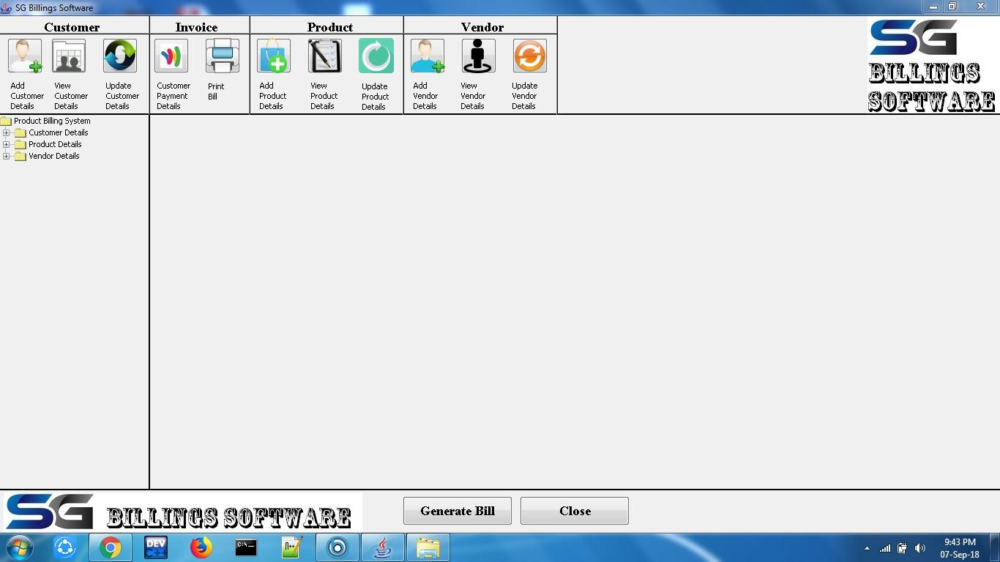 SG Billings Software
Customer
Invoice
Product
Vendor
Add
Customer
Details
View
Customer
Details
Update
Customer
Details
Customer
Payment
Details
Print
Bill
Add
Product
Details
View
Product
Details
Update
Product
Details
Add
Vendor
Details
View
Vendor
Details
Update
Vendor
Details
SG
BILLINGS
SOFTWARE
Product Billing System
Customer Details
Product Details
Vendor Details
SG BILLINGS SOFTWARE
Generate Bill
Close
DEV
C++
C:\
N++
9:43 PM
07-Sep-18